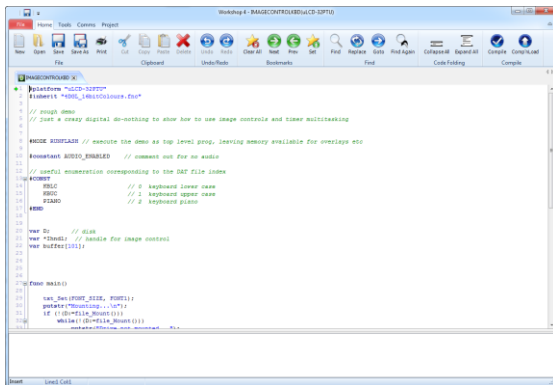 Workshop 4 - IMAGECONTROLKBD(uLCD-32PTU)
File Home Tools Comms Project
New Open Save Save As Print Cut Copy Paste Delete Undo Redo Clear All Next Prev Set Find Replace Goto Find Again Collapse All Expand All Compile Comp'nLoad
File Clipboard Undo/Redo Bookmarks Find Code Folding Compile
IMAGECONTROLKBD
#platform "uLCD-32PTU"
#inherit "4DGL_16bitColours.fnc"
// rough demo
// just a crazy digital do-nothing to show how to use image controls and timer multitasking
#MODE RUNFLASH // execute the demo as top level prog, leaving memory available for overlays etc
#constant AUDIO_ENABLED // comment out for no audio
// useful enumeration corresponding to the DAT file index
#CONST
KBLC // 0 keyboard lower case
KBUC // 1 keyboard upper case
PIANO // 2 keyboard piano
#END
var D; // disk
var *Ihndl; // handle for image control
var buffer[101];
func main()
txt_Set(FONT_SIZE, FONT1);
putstr("Mounting...\n");
if (!(D:=file_Mount()))
while(!(D:=file_Mount()))
Insert Line:1 Col:1